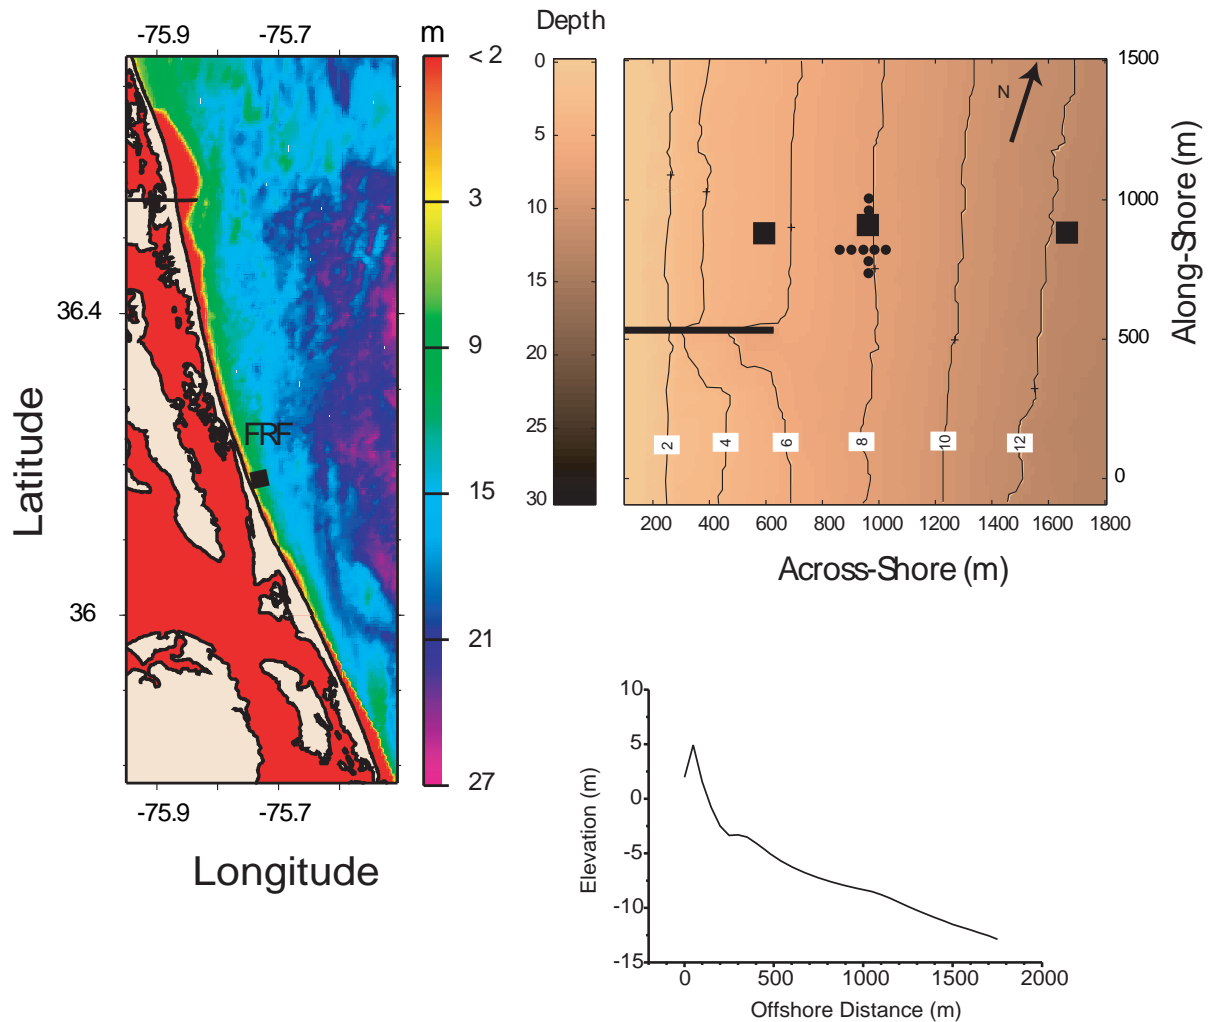 -75.9 -75.7
m
< 2
3
9
15
21
27
36.4
36
FRF
Latitude
-75.9 -75.7
Longitude
Depth
0
5
10
15
20
25
30
N
2 4 6 8 10 12
1500
1000
500
0
Along-Shore (m)
200 400 600 800 1000 1200 1400 1600 1800
Across-Shore (m)
10
5
0
-5
-10
-15
Elevation (m)
0 500 1000 1500 2000
Offshore Distance (m)